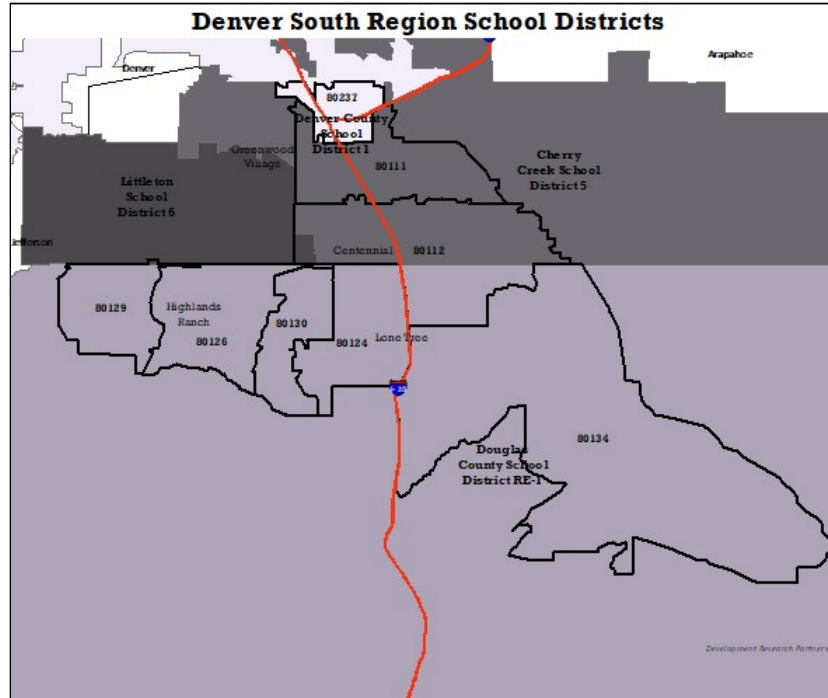 Denver South Region School Districts
Denver
Arapahoe
80237
Denver County
School
District 1
Greenwood
Village
80111
Cherry
Creek School
District 5
Littleton
School
District 6
Jefferson
Centennial
80112
80129
Highlands
Ranch
80126
80130
80124
Lone Tree
80134
Douglas
County School
District RE-1
Development Research Partners